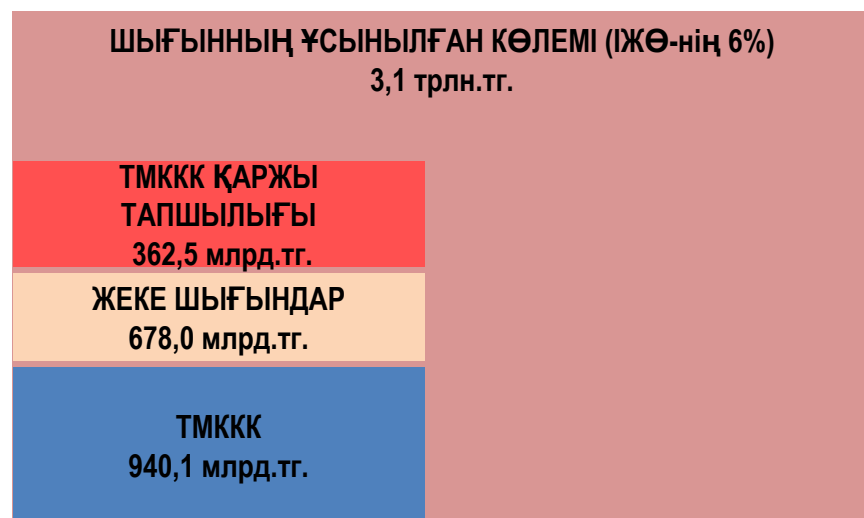 ШЫҒЫННЫҢ ҰСЫНЫЛҒАН КӨЛЕМІ (ІЖӨ-нің 6%)
3,1 трлн.тг.
ТМККК ҚАРЖЫ
ТАПШЫЛЫҒЫ
362,5 млрд.тг.
ЖЕКЕ ШЫҒЫНДАР
678,0 млрд.тг.
ТМККК
940,1 млрд.тг.